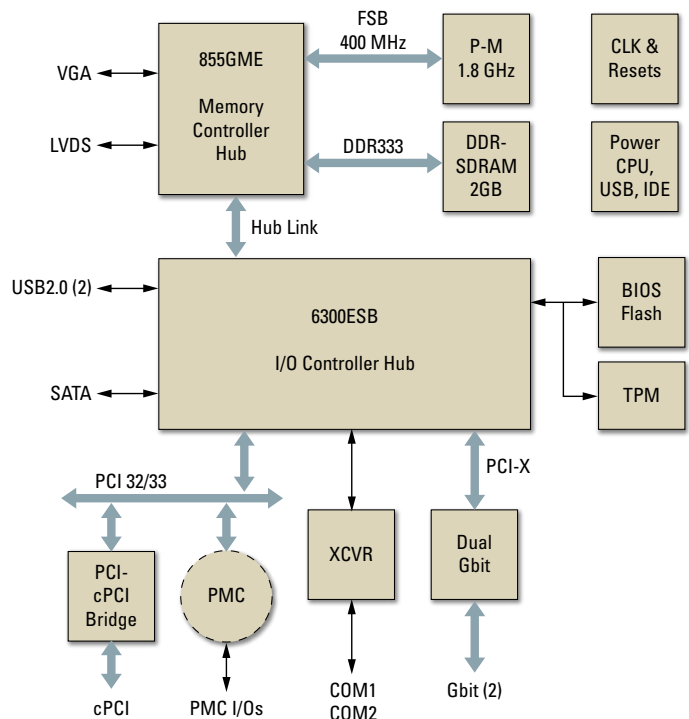 FSB
400 MHz
855GME
Memory
Controller
Hub
P-M
1.8 GHz
CLK &
Resets
VGA
LVDS
DDR333
DDR-
SDRAM
2GB
Power
CPU,
USB, IDE
Hub Link
USB2.0 (2)
SATA
6300ESB
I/O Controller Hub
BIOS
Flash
TPM
PCI 32/33
PCI-X
PCI-
cPCI
Bridge
PMC
XCVR
Dual
Gbit
cPCI
PMC I/Os
COM1
COM2
Gbit (2)